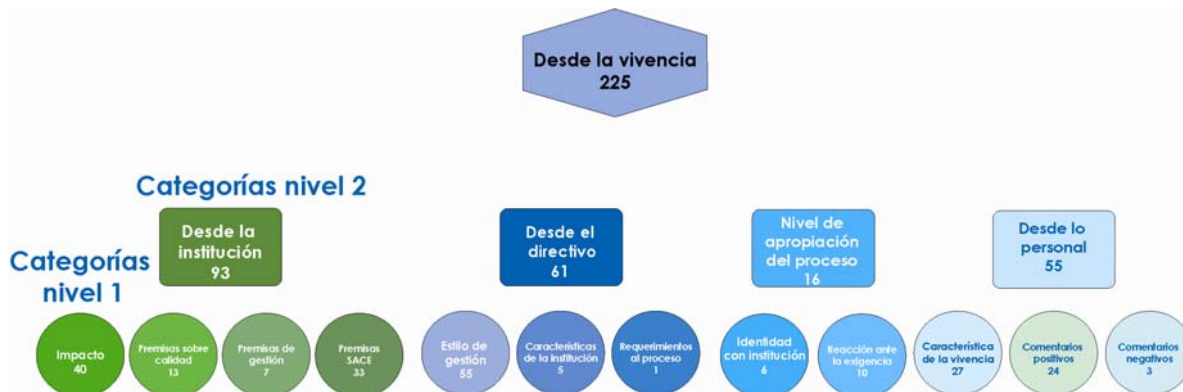 Desde la vivencia
225
Categorías nivel 2
Desde la
institución
93
Desde el
directivo
61
Nivel de
apropiación
del proceso
16
Desde lo
personal
55
Categorías
nivel 1
Impacto
40
Premisas sobre
calidad
13
Premisas de
gestión
7
Premisas
SACE
33
Estilo de
gestión
55
Características
de la institución
5
Requerimientos
al proceso
1
Identidad
con institución
6
Reacción ante
la exigencia
10
Característica
de la vivencia
27
Comentarios
positivos
24
Comentarios
negativos
3